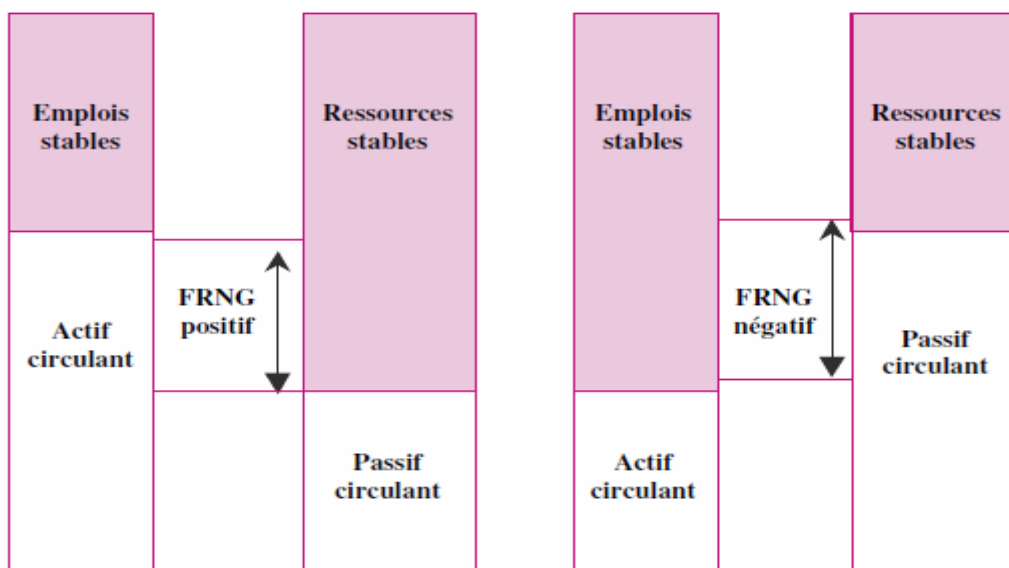 Emplois
stables
Ressources
stables
FRNG
positif
Actif
circulant
Passif
circulant
Emplois
stables
Ressources
stables
FRNG
négatif
Passif
circulant
Actif
circulant